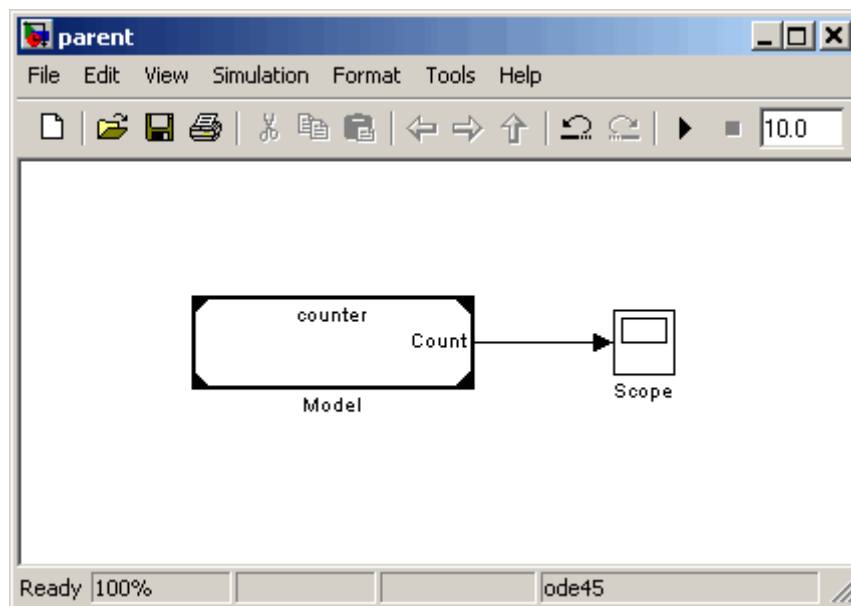 parent
File Edit View Simulation Format Tools Help
10.0
counter
Count
Model
Scope
Ready 100% ode45